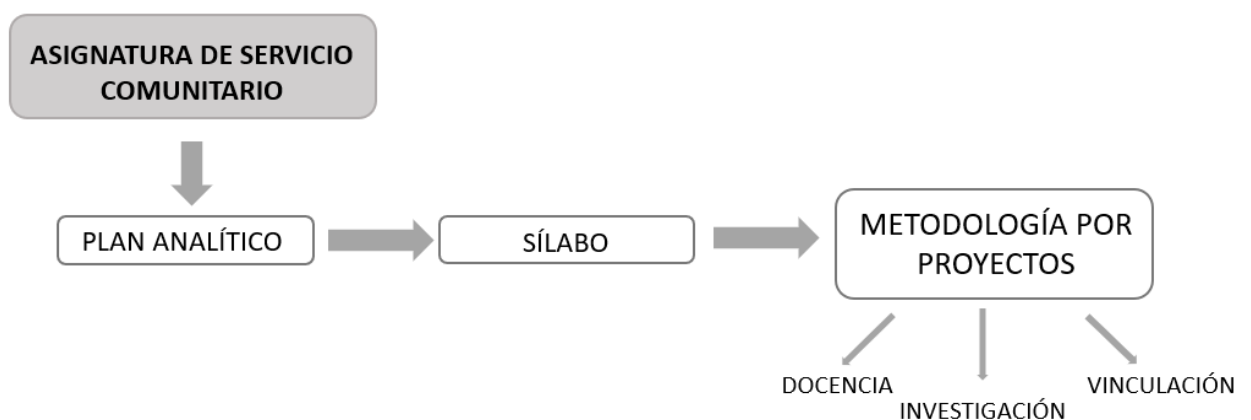 ASIGNATURA DE SERVICIO
COMUNITARIO
PLAN ANALÍTICO
SÍLABO
METODOLOGÍA POR
PROYECTOS
DOCENCIA
INVESTIGACIÓN
VINCULACIÓN